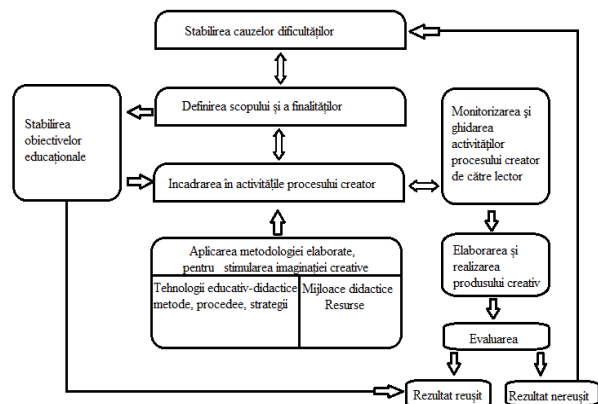 Stabilirea cauzelor dificultăților
Definirea scopului și a finalităților
Stabilirea
obiectivelor
educaționale
Monitorizarea și
ghidarea
activităților
procesului creator
de către lector
Incadrarea în activitățile procesului creator
Aplicarea metodologiei elaborate,
pentru stimularea imaginației creative
Tehnologii educativ-didactice
metode, procedee, strategii
Mijloace didactice
Resurse
Elaborarea și
realizarea
produsului creativ
Evaluarea
Rezultat reușit
Rezultat nereușit